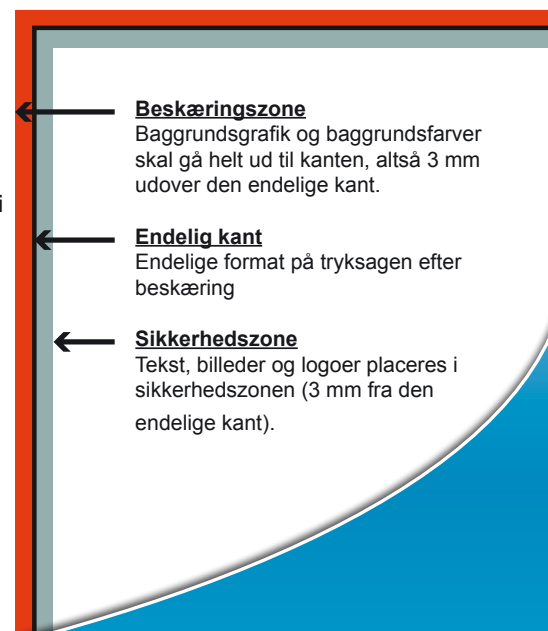 Beskæringszone
Baggrundsgrafik og baggrundsfarver
skal gå helt ud til kanten, altså 3 mm
udover den endelige kant.
i
Endelig kant
Endelige format på tryksagen efter
beskæring
Sikkerhedszone
Tekst, billeder og logoer placeres i
sikkerhedszonen (3 mm fra den
endelige kant).